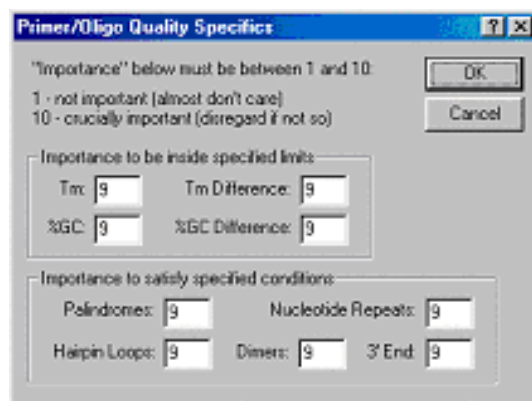 Primer/Oligo Quality Specifics
"Importance" below must be between 1 and 10:
OK
1 - not important (almost don't care)
10 - crucially important (disregard if not so)
Cancel
Importance to be inside specified limits
Tm: 9 Tm Difference: 9
%GC: 9 %GC Difference: 9
Importance to satisfy specified conditions
Palindromes: 9 Nucleotide Repeats: 9
Hairpin Loops: 9 Dimers: 9 3' End: 9